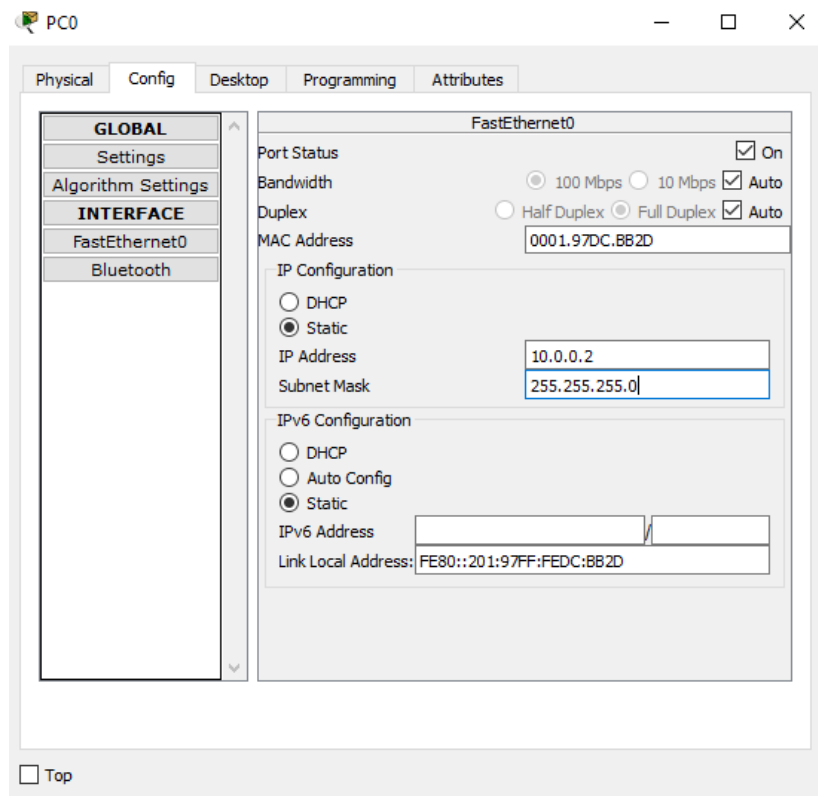 PC0
Physical Config Desktop Programming Attributes
GLOBAL
Settings
Algorithm Settings
INTERFACE
FastEthernet0
Bluetooth
FastEthernet0
Port Status On
Bandwidth 100 Mbps 10 Mbps Auto
Duplex Half Duplex Full Duplex Auto
MAC Address 0001.97DC.BB2D
IP Configuration
DHCP
Static
IP Address 10.0.0.2
Subnet Mask 255.255.255.0
IPv6 Configuration
DHCP
Auto Config
Static
IPv6 Address /
Link Local Address: FE80::201:97FF:FEDC:BB2D
Top